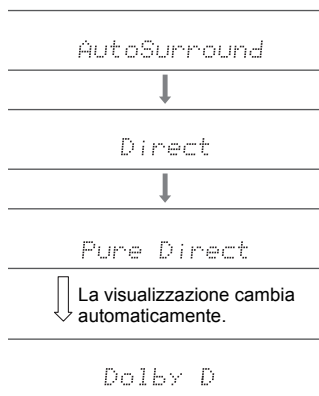 AutoSurround
Direct
Pure Direct
La visualizzazione cambia
automaticamente.
Dolby D